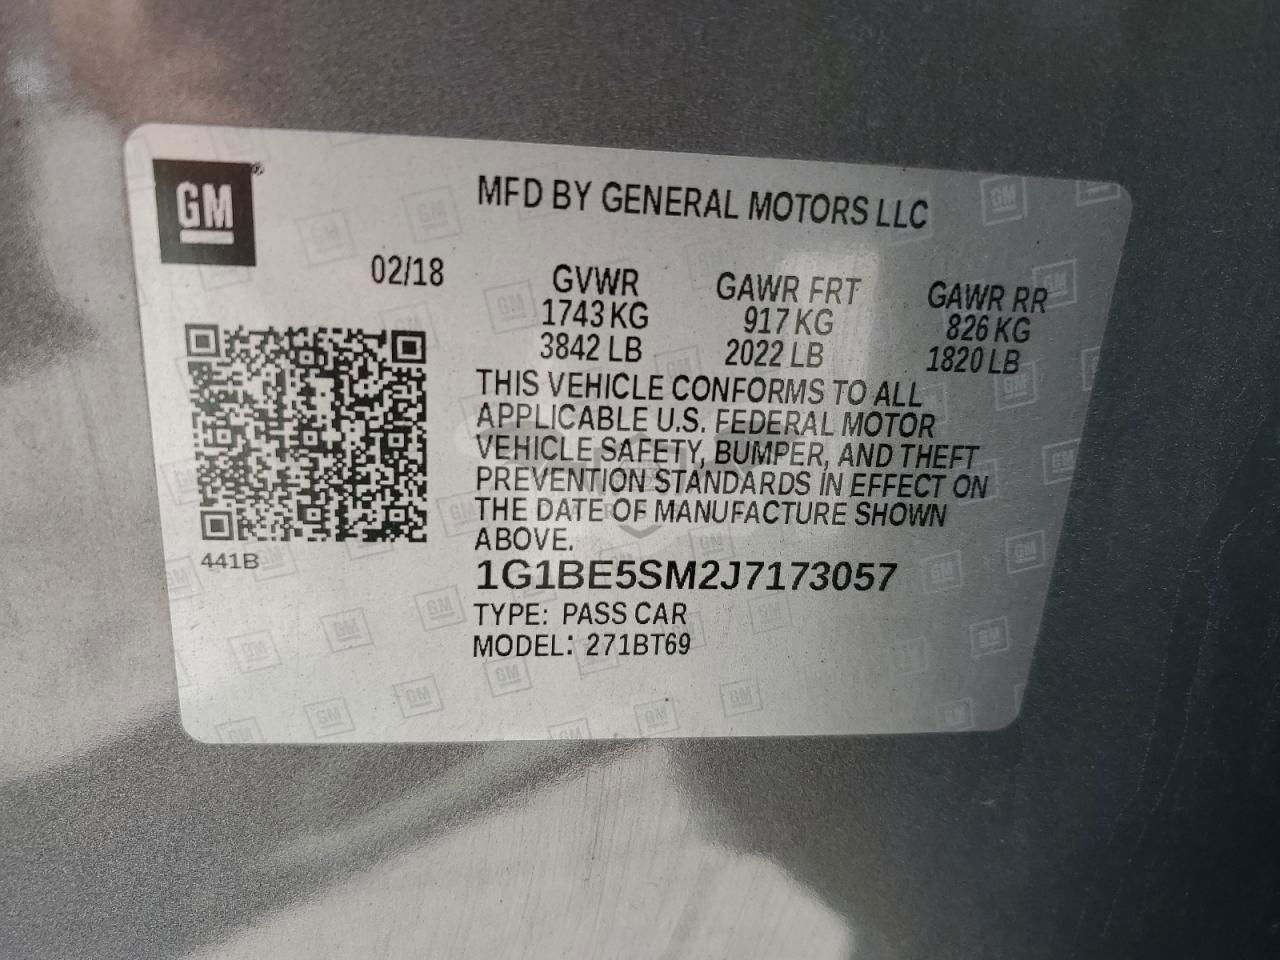 GM
MFD BY GENERAL MOTORS LLC
02/18
GVWR GAWR FRT GAWR RR
1743 KG 917 KG 826 KG
3842 LB 2022 LB 1820 LB
THIS VEHICLE CONFORMS TO ALL
APPLICABLE U.S. FEDERAL MOTOR
VEHICLE SAFETY, BUMPER, AND THEFT
PREVENTION STANDARDS IN EFFECT ON
THE DATE OF MANUFACTURE SHOWN
ABOVE.
441B
1G1BE5SM2J7173057
TYPE: PASS CAR
MODEL: 271BT69